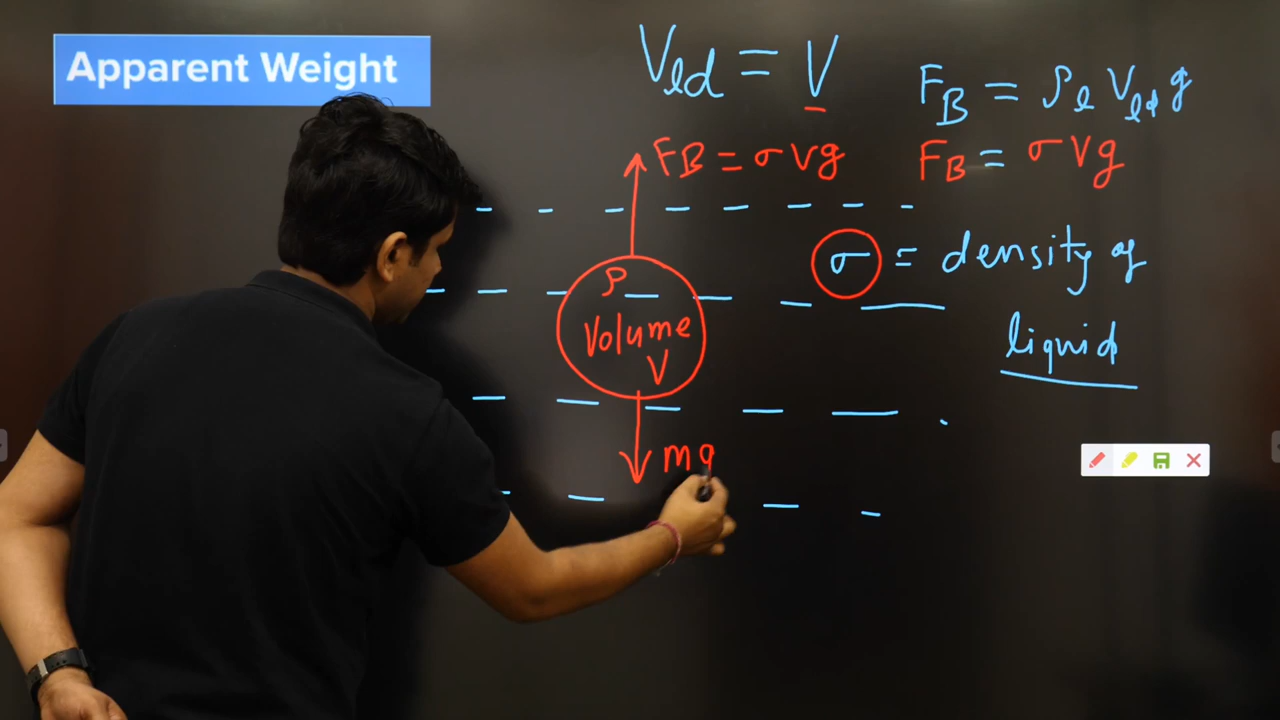 Apparent Weight
Vld = V
FB = ρl Vld g
FB = σVg
FB = σVg
σ = density of
liquid
ρ
Volume
V
mg